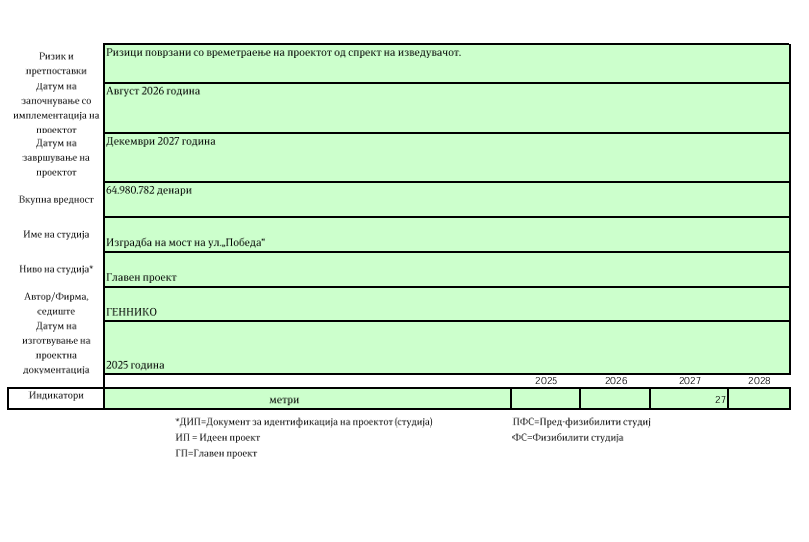 Ризик и
претпоставки
Ризици поврзани со времетраење на проектот од спрект на изведувачот.
Датум на
започнување со
имплементација на
проектот
Август 2026 година
Датум на
завршување на
проектот
Декември 2027 година
Вкупна вредност
64.980.782 денари
Име на студија
Изградба на мост на ул.„Победа"
Ниво на студија*
Главен проект
Автор/Фирма,
седиште
ГЕННИКО
Датум на
изготвување на
проектна
документација
2025 година
2025 2026 2027 2028
Индикатори метри 27
*ДИП=Документ за идентификација на проектот (студија) ПФС=Пред-физибилити студиј
ИП = Идеен проект ФС=Физибилити студија
ГП=Главен проект